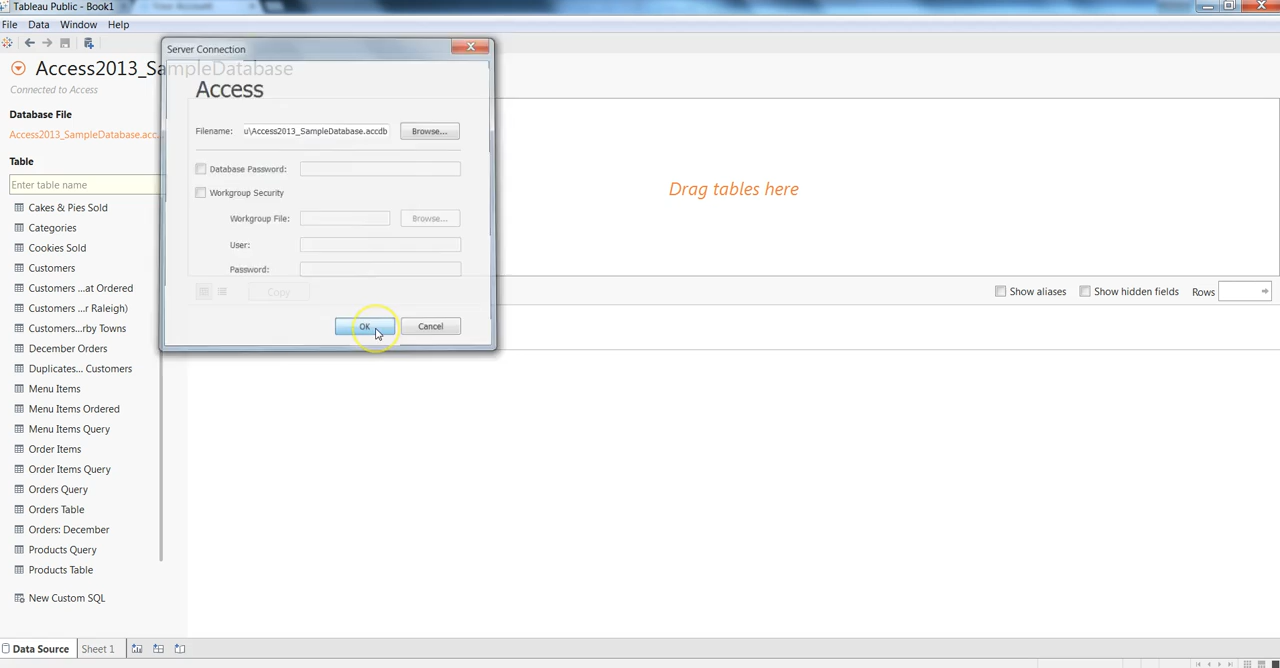 Tableau Public - Book1
File Data Window Help
Access2013_SampleDatabase
Connected to Access
Database File
Access2013_SampleDatabase.acc...
Table
Enter table name
Cakes & Pies Sold
Categories
Cookies Sold
Customers
Customers ...at Ordered
Customers ...r Raleigh)
Customers...rby Towns
December Orders
Duplicates... Customers
Menu Items
Menu Items Ordered
Menu Items Query
Order Items
Order Items Query
Orders Query
Orders Table
Orders: December
Products Query
Products Table
New Custom SQL
Server Connection
Access
Filename: u\Access2013_SampleDatabase.accdb Browse...
Database Password:
Workgroup Security
Workgroup File: Browse...
User:
Password:
Copy
OK Cancel
Drag tables here
Show aliases Show hidden fields Rows
Data Source Sheet 1